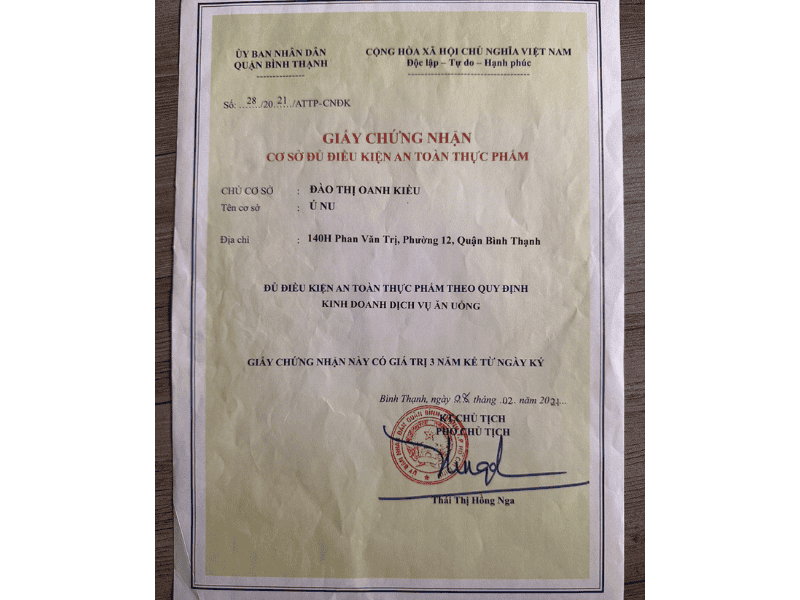 ỦY BAN NHÂN DÂN
QUẬN BÌNH THẠNH
CỘNG HÒA XÃ HỘI CHỦ NGHĨA VIỆT NAM
Độc lập – Tự do – Hạnh phúc
Số: ...28.../20..21.../ATTP-CNĐK
GIẤY CHỨNG NHẬN
CƠ SỞ ĐỦ ĐIỀU KIỆN AN TOÀN THỰC PHẨM
CHỦ CƠ SỞ : ĐÀO THỊ OANH KIỀU
Tên cơ sở : Ú NU
Địa chỉ : 140H Phan Văn Trị, Phường 12, Quận Bình Thạnh
ĐỦ ĐIỀU KIỆN AN TOÀN THỰC PHẨM THEO QUY ĐỊNH
KINH DOANH DỊCH VỤ ĂN UỐNG
GIẤY CHỨNG NHẬN NÀY CÓ GIÁ TRỊ 3 NĂM KỂ TỪ NGÀY KÝ
Bình Thạnh, ngày 08 tháng .02. năm 2021...
KT.CHỦ TỊCH
PHÓ CHỦ TỊCH
Thái Thị Hồng Nga